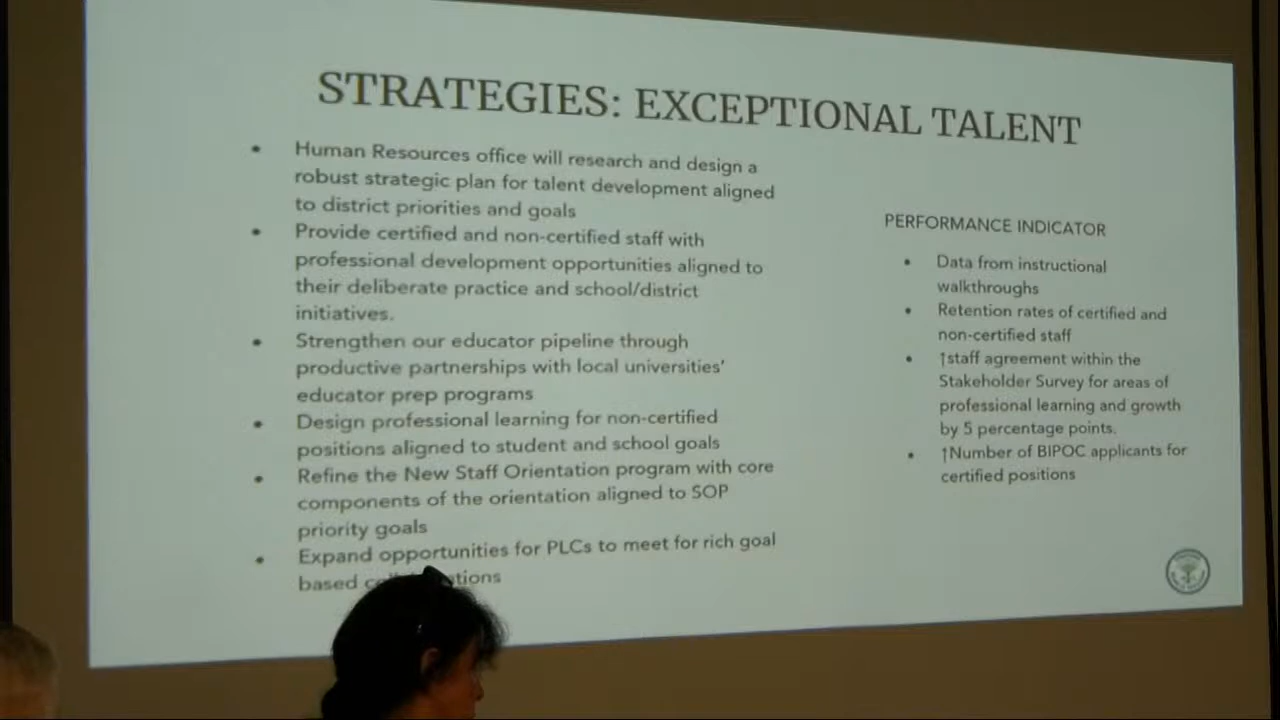 STRATEGIES: EXCEPTIONAL TALENT
• Human Resources office will research and design a
robust strategic plan for talent development aligned
to district priorities and goals
• Provide certified and non-certified staff with
professional development opportunities aligned to
their deliberate practice and school/district
initiatives.
• Strengthen our educator pipeline through
productive partnerships with local universities’
educator prep programs
• Design professional learning for non-certified
positions aligned to student and school goals
• Refine the New Staff Orientation program with core
components of the orientation aligned to SOP
priority goals
• Expand opportunities for PLCs to meet for rich goal
based
PERFORMANCE INDICATOR
• Data from instructional
walkthroughs
• Retention rates of certified and
non-certified staff
• ↑staff agreement within the
Stakeholder Survey for areas of
professional learning and growth
by 5 percentage points.
• ↑Number of BIPOC applicants for
certified positions